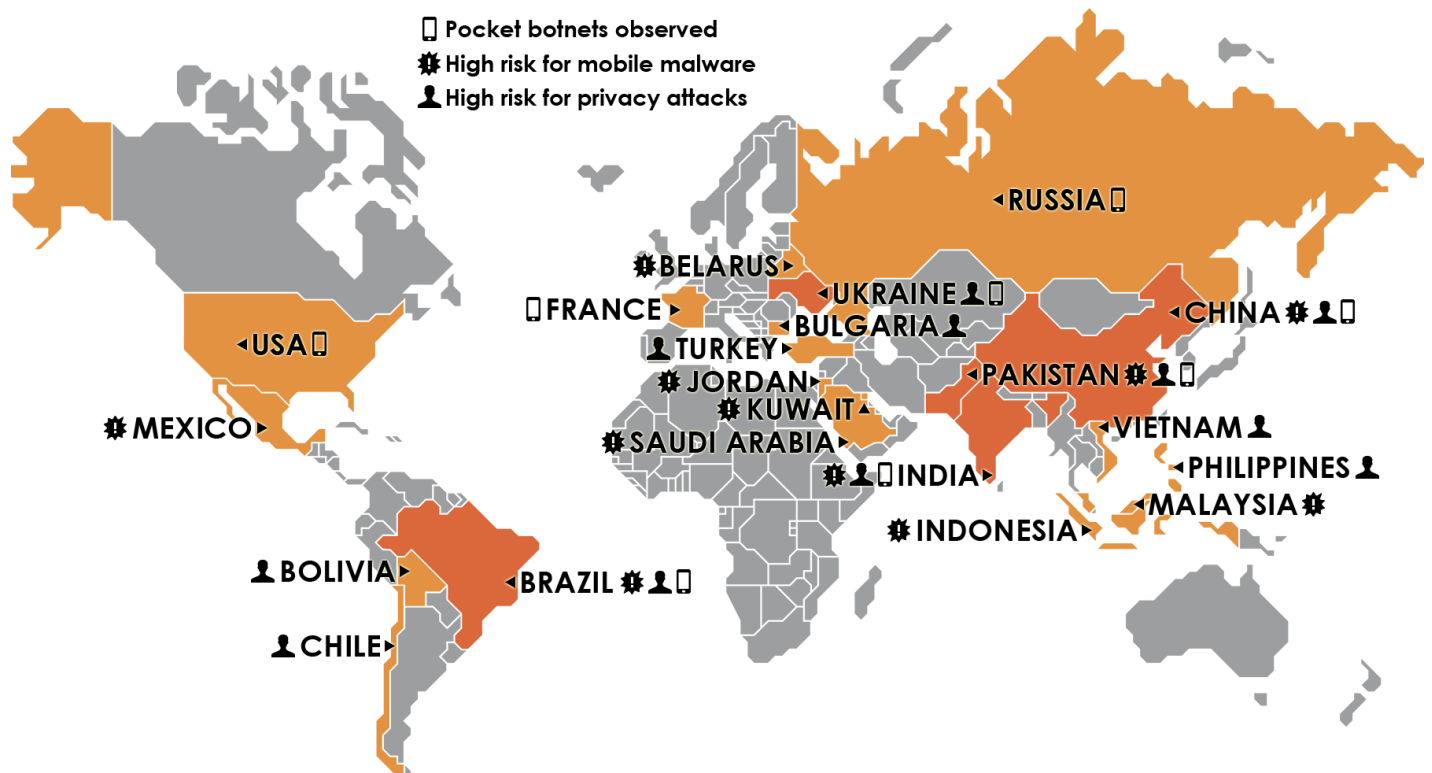 Pocket botnets observed
High risk for mobile malware
High risk for privacy attacks
RUSSIA
BELARUS
UKRAINE
FRANCE
CHINA
BULGARIA
USA
TURKEY
PAKISTAN
JORDAN
KUWAIT
MEXICO
VIETNAM
SAUDI ARABIA
PHILIPPINES
INDIA
MALAYSIA
INDONESIA
BOLIVIA
BRAZIL
CHILE